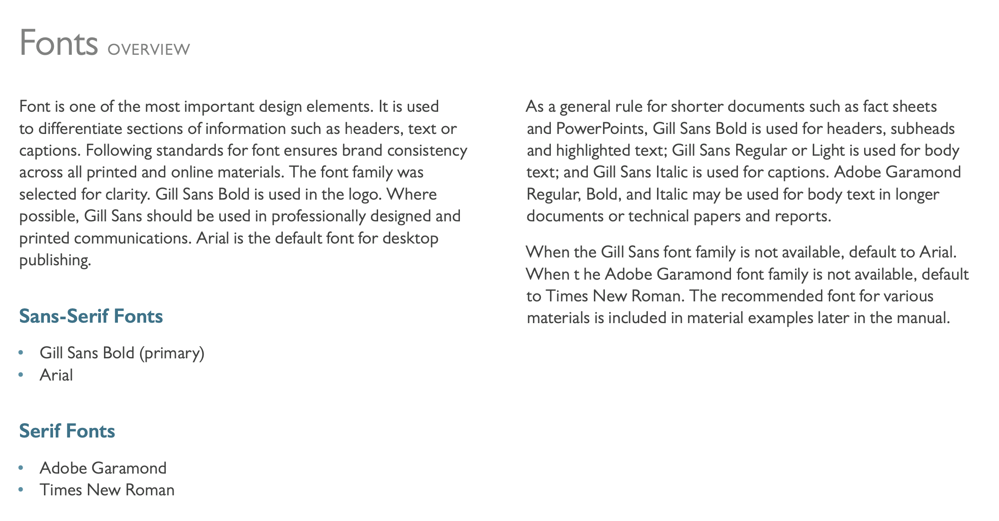 Fonts OVERVIEW
Font is one of the most important design elements. It is used
to differentiate sections of information such as headers, text or
captions. Following standards for font ensures brand consistency
across all printed and online materials. The font family was
selected for clarity. Gill Sans Bold is used in the logo. Where
possible, Gill Sans should be used in professionally designed and
printed communications. Arial is the default font for desktop
publishing.
Sans-Serif Fonts
• Gill Sans Bold (primary)
• Arial
Serif Fonts
• Adobe Garamond
• Times New Roman
As a general rule for shorter documents such as fact sheets
and PowerPoints, Gill Sans Bold is used for headers, subheads
and highlighted text; Gill Sans Regular or Light is used for body
text; and Gill Sans Italic is used for captions. Adobe Garamond
Regular, Bold, and Italic may be used for body text in longer
documents or technical papers and reports.
When the Gill Sans font family is not available, default to Arial.
When t he Adobe Garamond font family is not available, default
to Times New Roman. The recommended font for various
materials is included in material examples later in the manual.